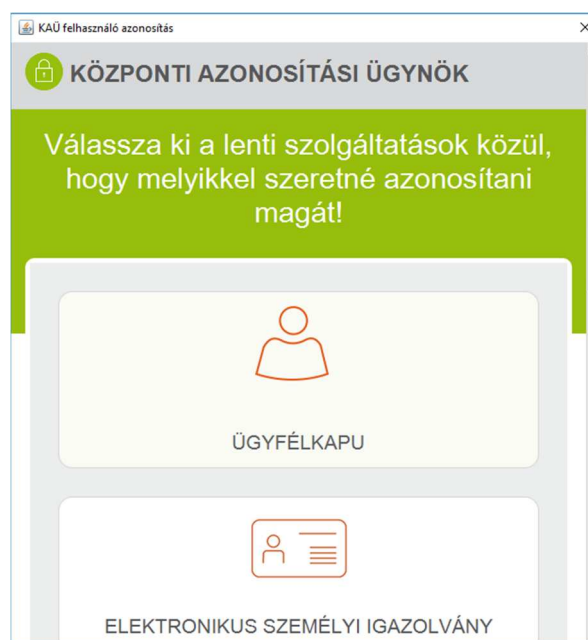 KAÜ felhasználó azonosítás
KÖZPONTI AZONOSÍTÁSI ÜGYNÖK
Válassza ki a lenti szolgáltatások közül,
hogy melyikkel szeretné azonosítani
magát!
ÜGYFÉLKAPU
ELEKTRONIKUS SZEMÉLYI IGAZOLVÁNY